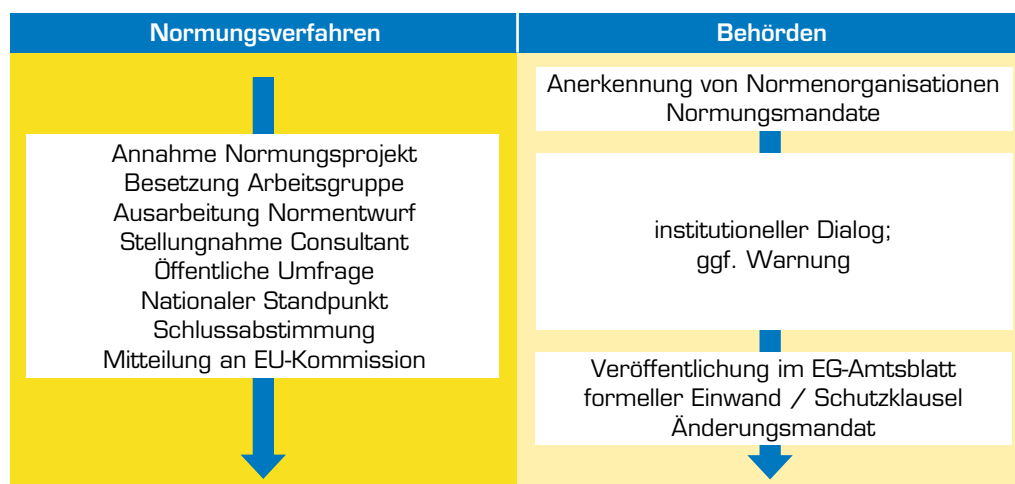 Normungsverfahren
Behörden
Annahme Normungsprojekt
Besetzung Arbeitsgruppe
Ausarbeitung Normentwurf
Stellungnahme Consultant
Öffentliche Umfrage
Nationaler Standpunkt
Schlussabstimmung
Mitteilung an EU-Kommission
Anerkennung von Normenorganisationen
Normungsmandate
institutioneller Dialog;
ggf. Warnung
Veröffentlichung im EG-Amtsblatt
formeller Einwand / Schutzklausel
Änderungsmandat